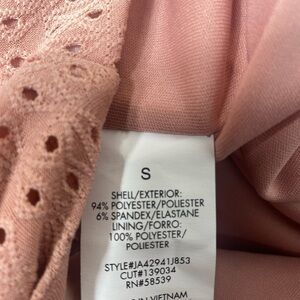 S
SHELL/EXTERIOR:
94% POLYESTER/POLIESTER
6% SPANDEX/ELASTANE
LINING/FORRO:
100% POLYESTER/
POLIESTER
STYLE#JA42941J853
CUT#139034
RN#58539
IN VIETNAM